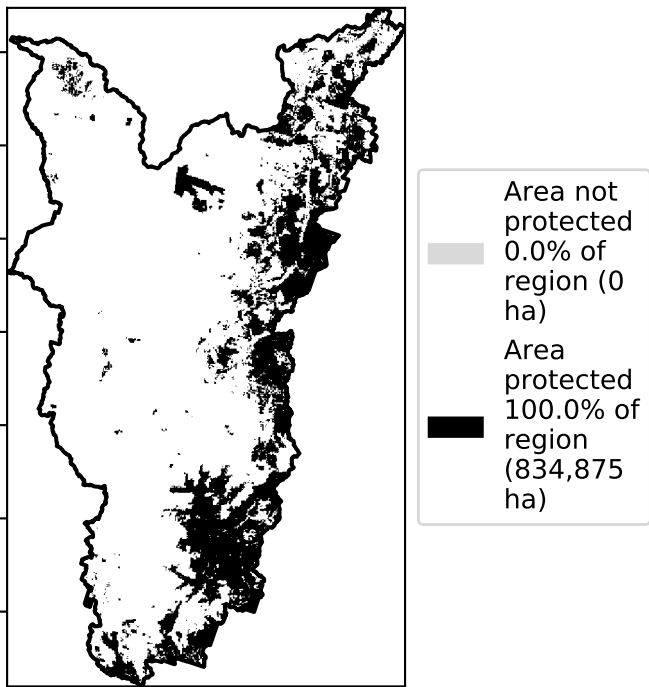 Area not
protected
0.0% of
region (0
ha)
Area
protected
100.0% of
region
(834,875
ha)